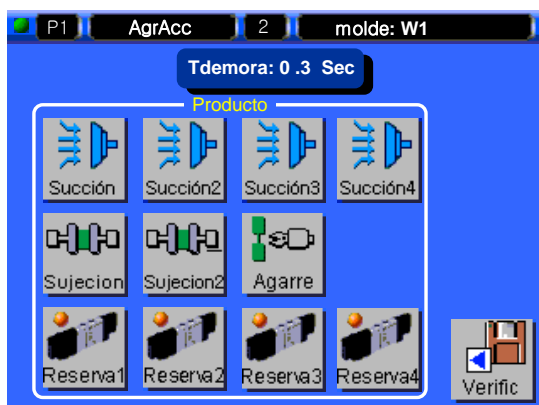 P1 AgrAcc 2 molde: W1
Tdemora: 0 .3 Sec
Producto
Succión Succión2 Succión3 Succión4
Sujecion Sujecion2 Agarre
Reserva1 Reserva2 Reserva3 Reserva4
Verific